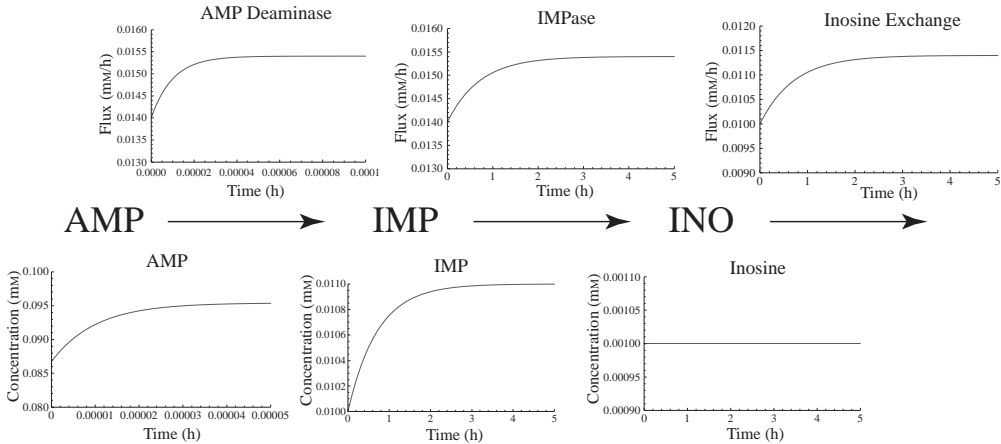 AMP Deaminase
Flux (mM/h)
0.0160
0.0155
0.0150
0.0145
0.0140
0.0135
0.0130
0.0000 0.00002 0.00004 0.00006 0.00008 0.0001
Time (h)
IMPase
Flux (mM/h)
0.0160
0.0155
0.0150
0.0145
0.0140
0.0135
0.0130
0 1 2 3 4 5
Time (h)
Inosine Exchange
Flux (mM/h)
0.0120
0.0115
0.0110
0.0105
0.0100
0.0095
0.0090
0 1 2 3 4 5
Time (h)
AMP IMP INO
AMP
Concentration (mM)
0.100
0.095
0.090
0.085
0.080
0 0.00001 0.00002 0.00003 0.00004 0.00005
Time (h)
IMP
Concentration (mM)
0.0110
0.0108
0.0106
0.0104
0.0102
0.0100
0 1 2 3 4 5
Time (h)
Inosine
Concentration (mM)
0.00110
0.00105
0.00100
0.00095
0.00090
0 1 2 3 4 5
Time (h)